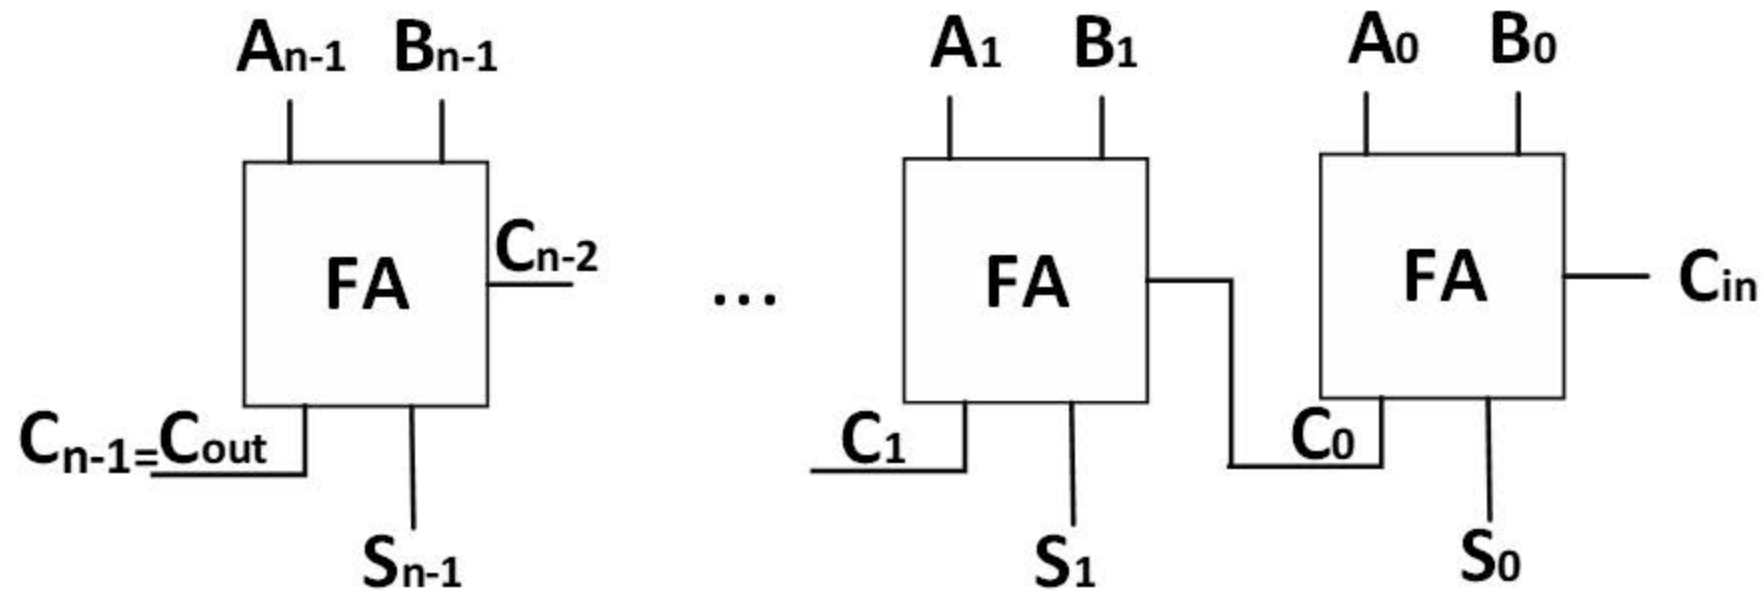 An-1 Bn-1 A1 B1 A0 B0
FA Cn-2 ... FA FA Cin
Cn-1=Cout C1 C0
Sn-1 S1 S0